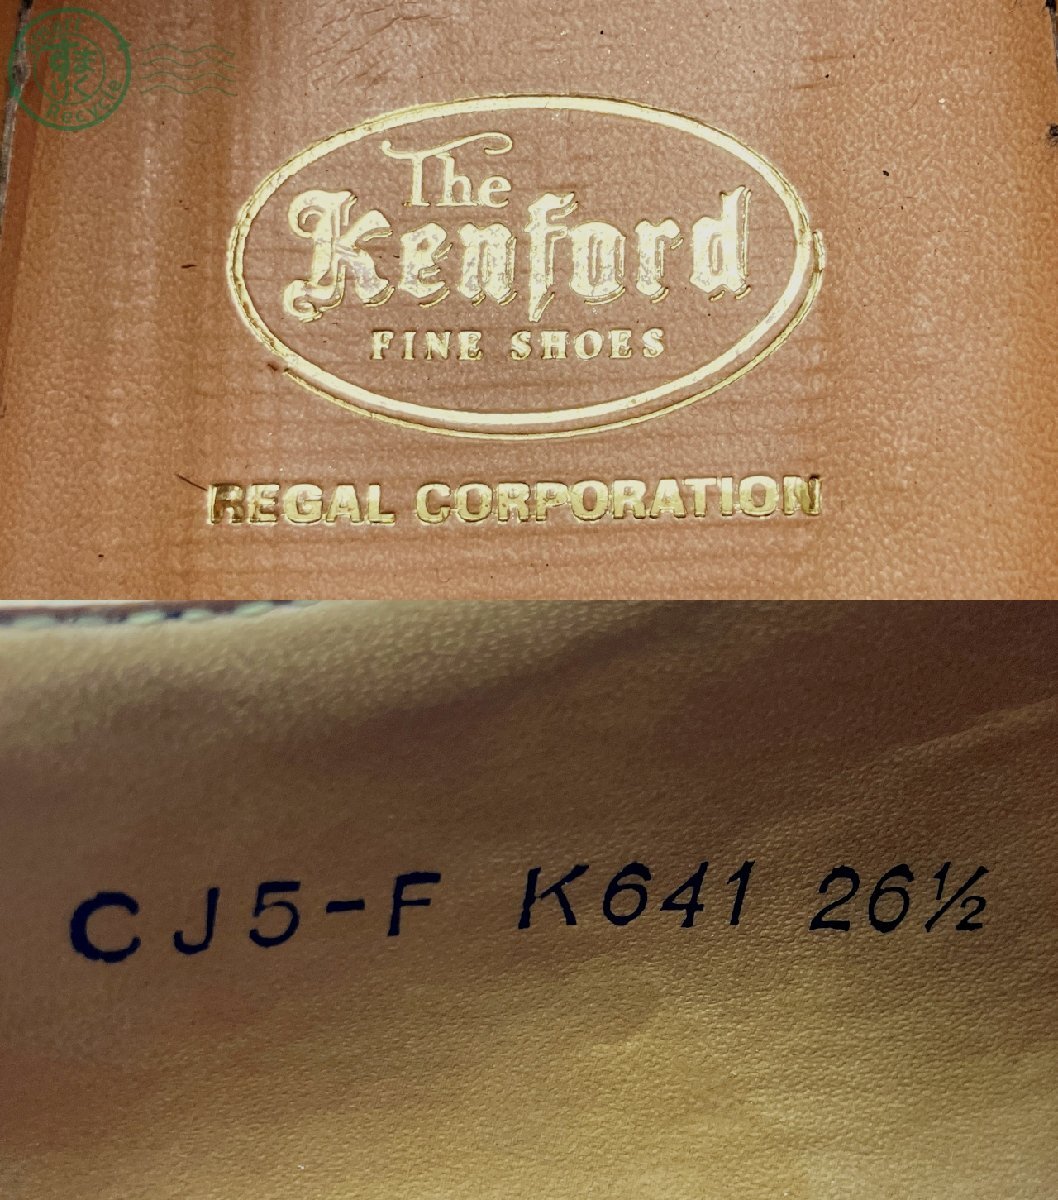 The
Kenford
FINE SHOES
REGAL CORPORATION
CJ5-F K641 26½